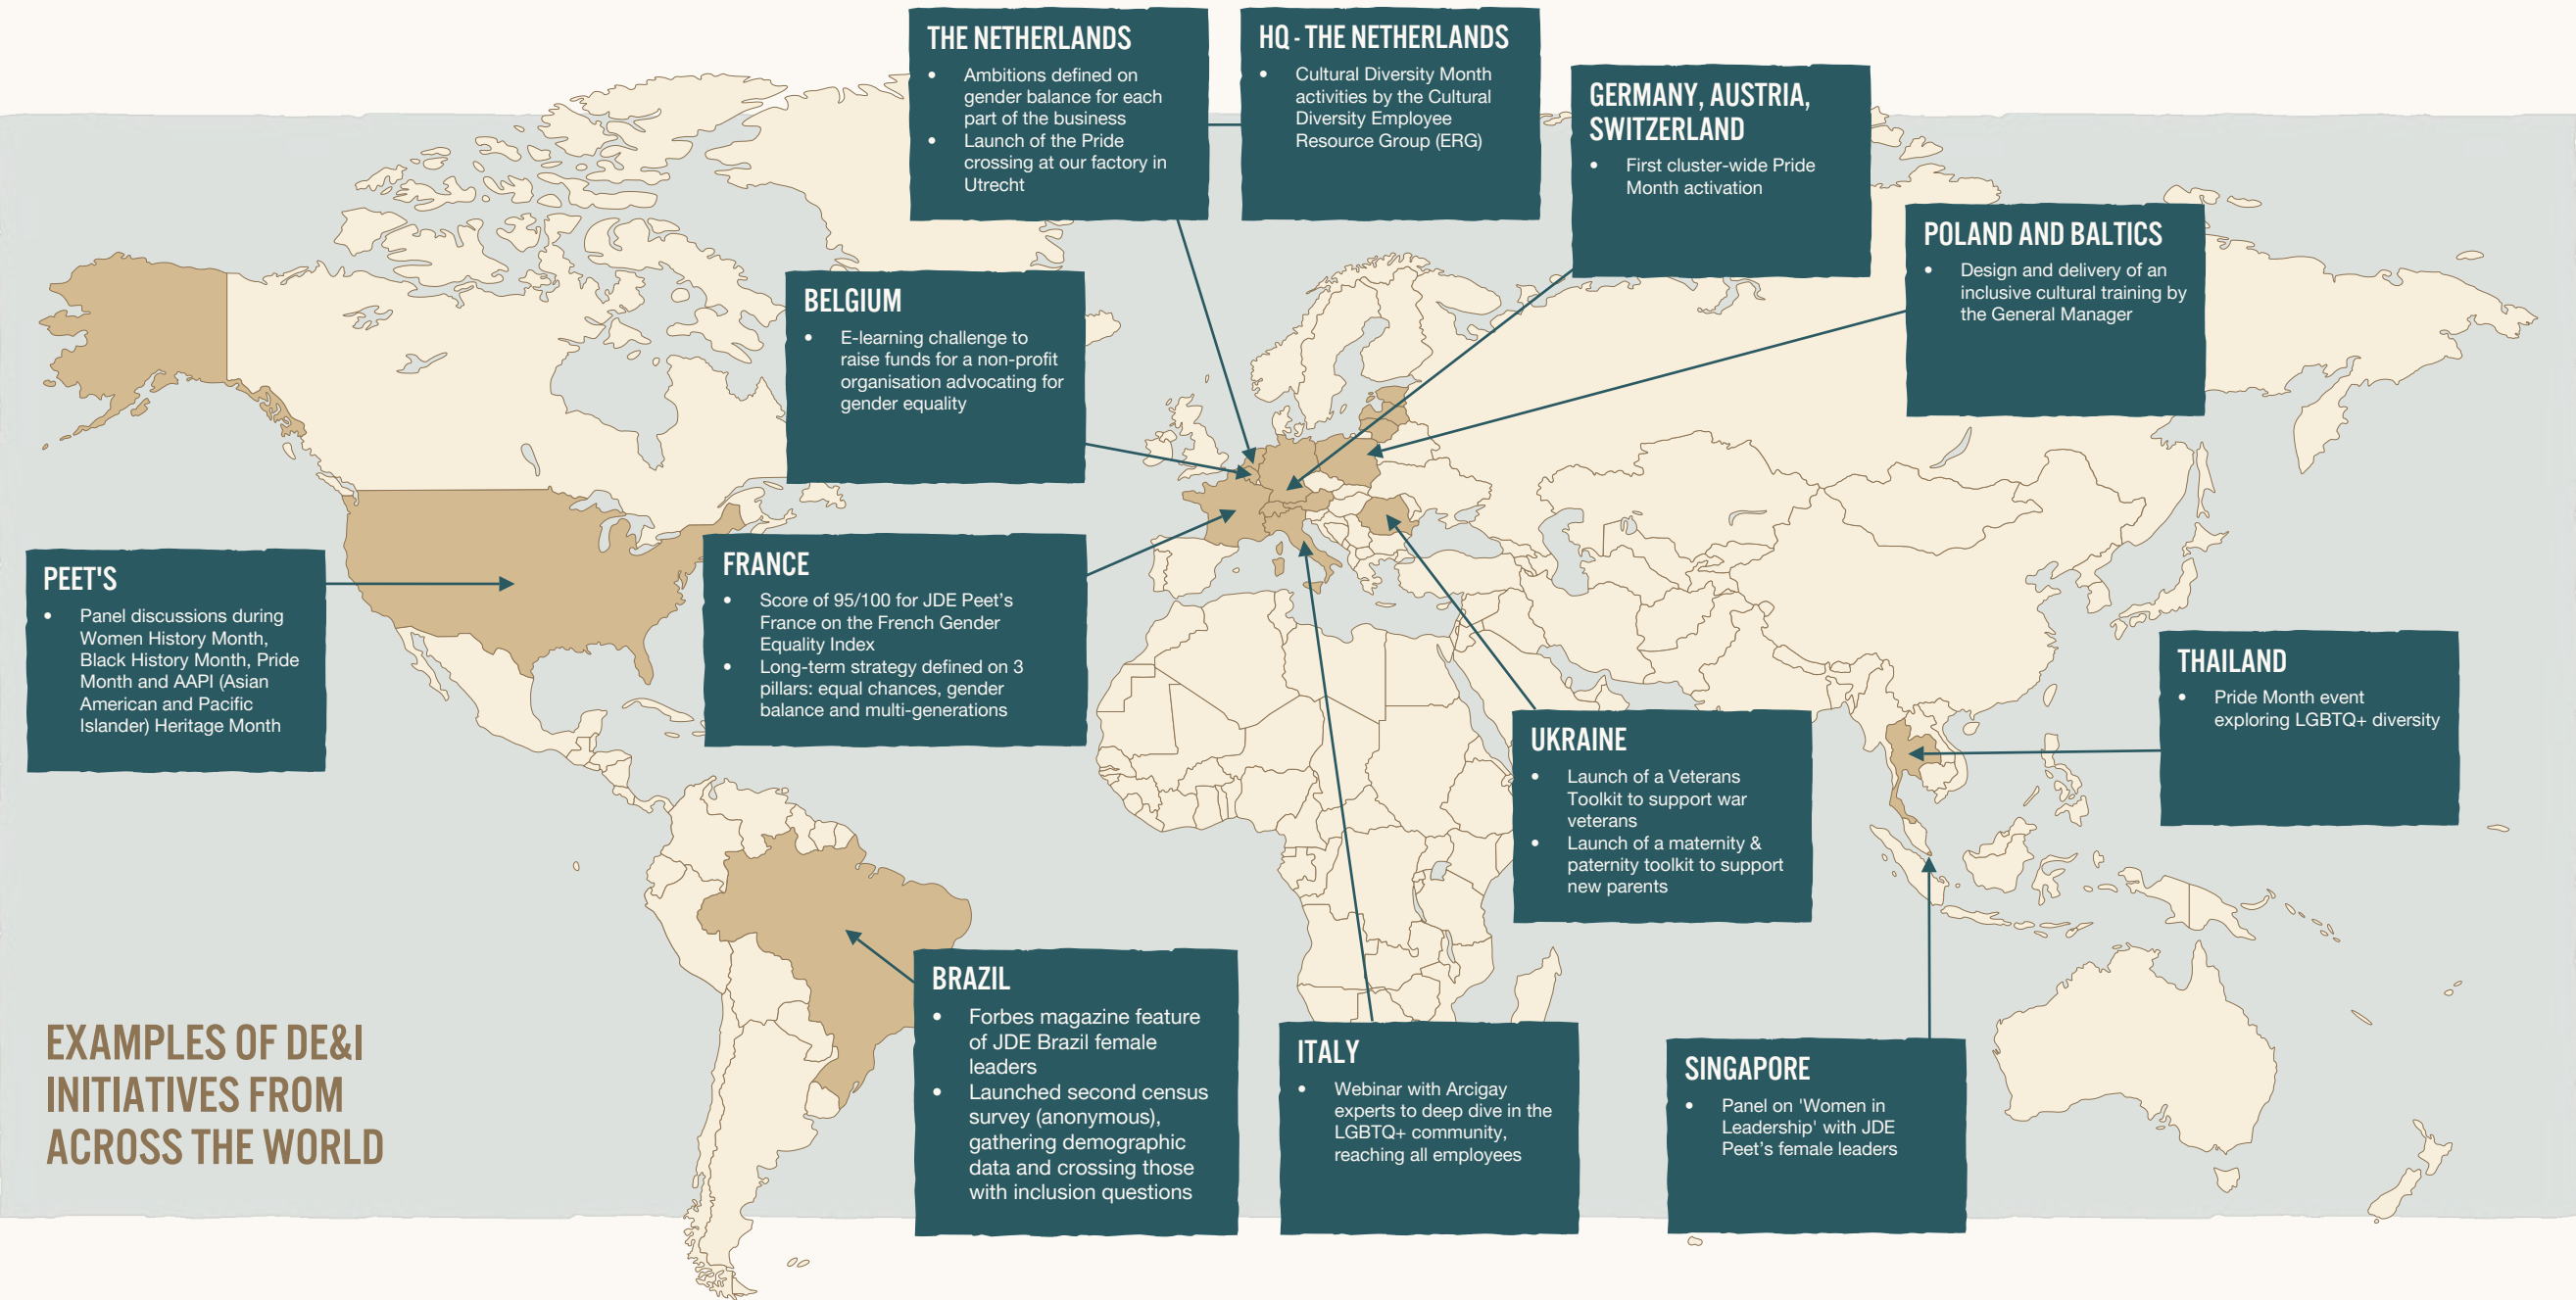 THE NETHERLANDS
• Ambitions defined on
gender balance for each
part of the business
• Launch of the Pride
crossing at our factory in
Utrecht
HQ - THE NETHERLANDS
• Cultural Diversity Month
activities by the Cultural
Diversity Employee
Resource Group (ERG)
GERMANY, AUSTRIA,
SWITZERLAND
• First cluster-wide Pride
Month activation
POLAND AND BALTICS
• Design and delivery of an
inclusive cultural training by
the General Manager
BELGIUM
• E-learning challenge to
raise funds for a non-profit
organisation advocating for
gender equality
PEET'S
• Panel discussions during
Women History Month,
Black History Month, Pride
Month and AAPI (Asian
American and Pacific
Islander) Heritage Month
FRANCE
• Score of 95/100 for JDE Peet's
France on the French Gender
Equality Index
• Long-term strategy defined on 3
pillars: equal chances, gender
balance and multi-generations
UKRAINE
• Launch of a Veterans
Toolkit to support war
veterans
• Launch of a maternity &
paternity toolkit to support
new parents
THAILAND
• Pride Month event
exploring LGBTQ+ diversity
BRAZIL
• Forbes magazine feature
of JDE Brazil female
leaders
• Launched second census
survey (anonymous),
gathering demographic
data and crossing those
with inclusion questions
ITALY
• Webinar with Arcigay
experts to deep dive in the
LGBTQ+ community,
reaching all employees
SINGAPORE
• Panel on 'Women in
Leadership' with JDE
Peet's female leaders
EXAMPLES OF DE&I
INITIATIVES FROM
ACROSS THE WORLD